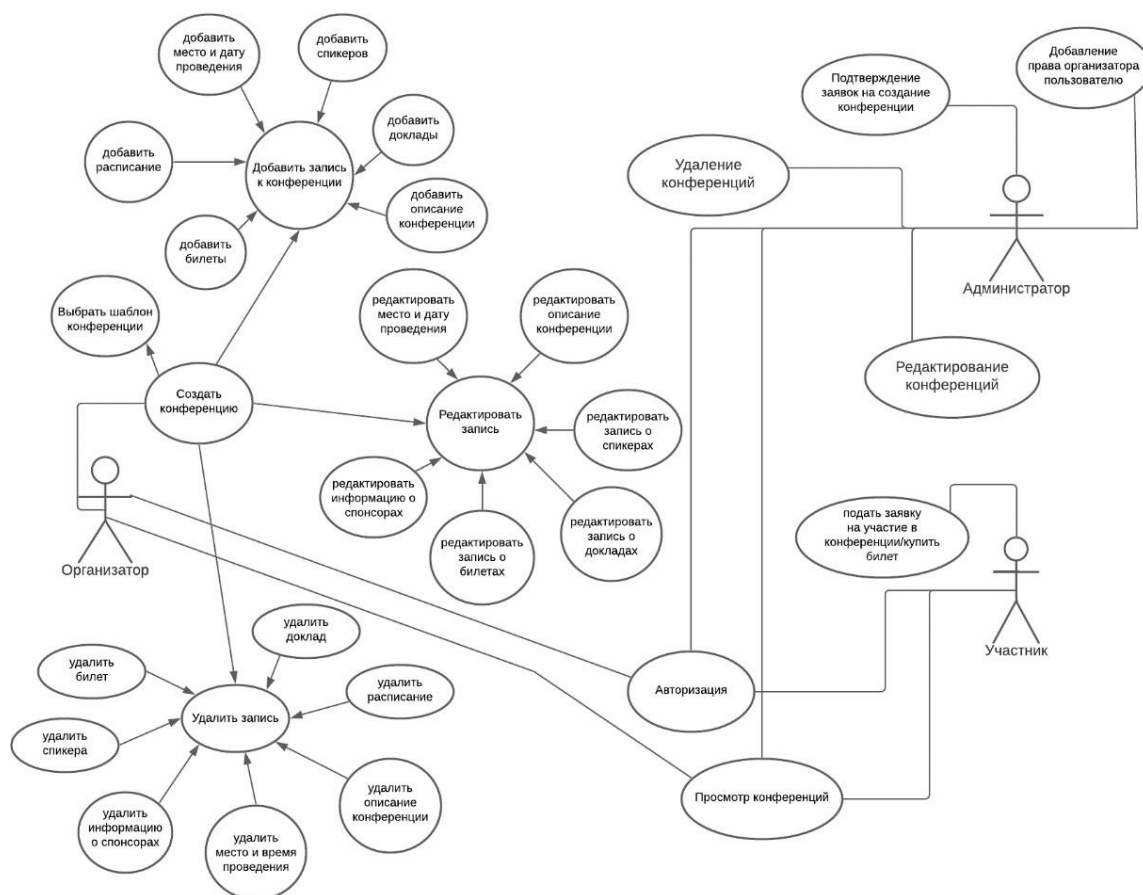 добавить
место и дату
проведения
добавить
спикеров
Добавление
права организатора
пользователю
Подтверждение
заявок на создание
конференции
добавить
доклады
добавить
расписание
Добавить запись
к конференции
Удаление
конференций
добавить
описание
конференции
добавить
билеты
Администратор
Выбрать шаблон
конференции
редактировать
место и дату
проведения
редактировать
описание
конференции
Редактирование
конференций
Создать
конференцию
Редактировать
запись
редактировать
запись о
спикерах
редактировать
информацию о
спонсорах
редактировать
запись о
билетах
редактировать
запись о
докладах
подать заявку
на участие в
конференции/купить
билет
Организатор
Участник
удалить
доклад
удалить
билет
удалить
расписание
Авторизация
Удалить запись
удалить
спикера
Просмотр конференций
удалить
информацию
о спонсорах
удалить
место и время
проведения
удалить
описание
конференции